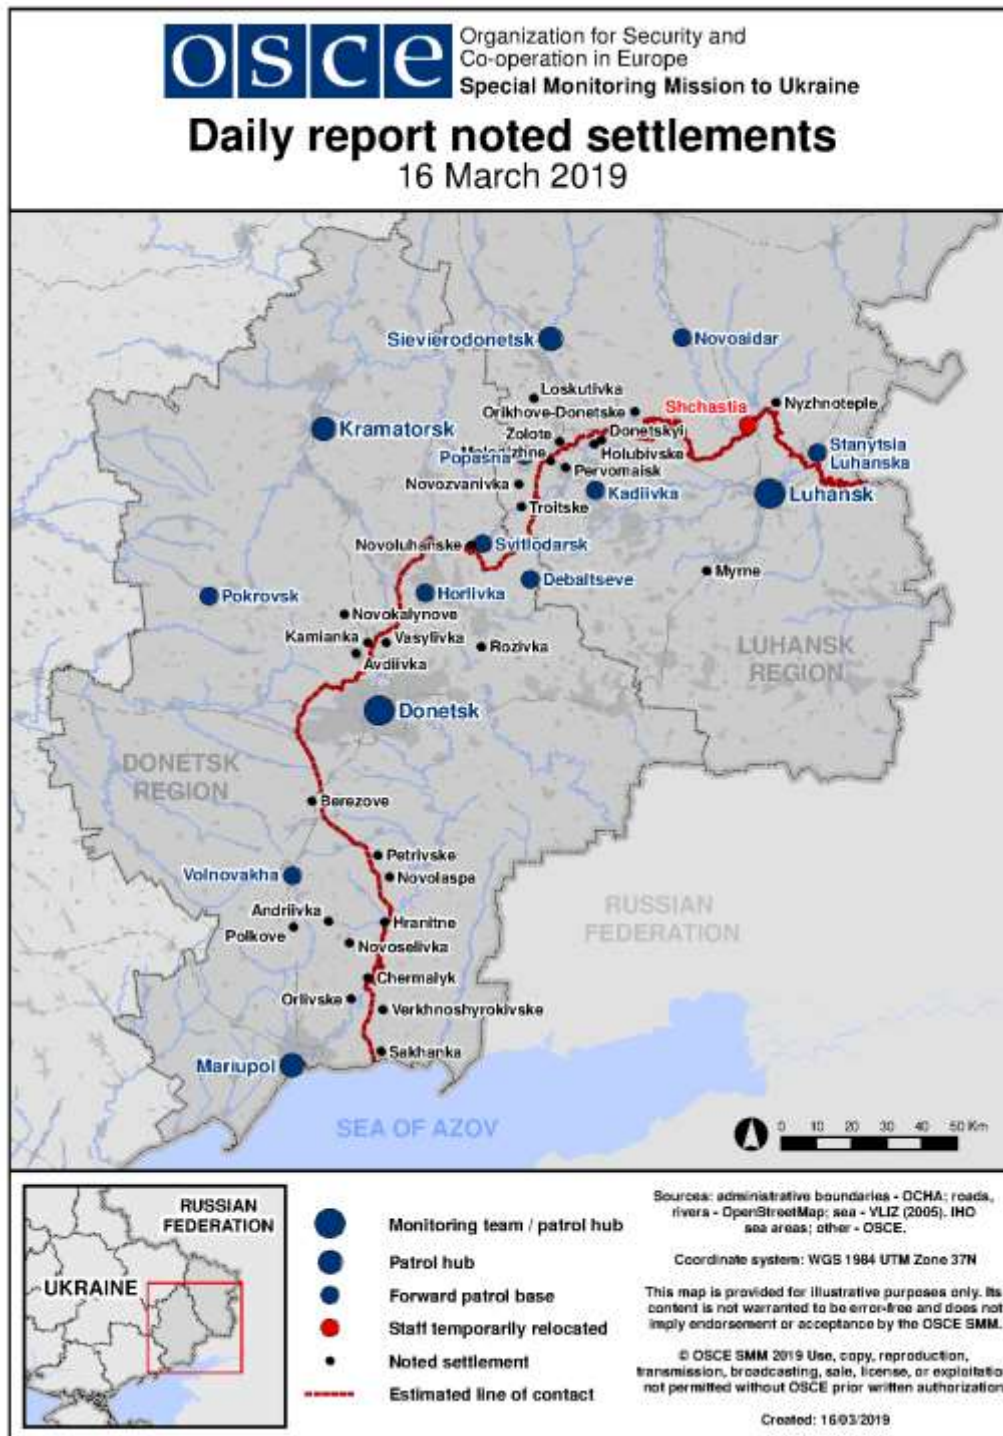 osce
Organization for Security and
Co-operation in Europe
Special Monitoring Mission to Ukraine
Daily report noted settlements
16 March 2019
Sievierodonetsk
Novoaidar
Loskutivka
Orikhove-Donetske
Shchastia
Nyzhnoteple
Kramatorsk
Zolote
Donetskyi
Holubivske
Stanytsia
Luhanska
Popasna
Pervomaisk
Novozvanivka
Kadiivka
Luhansk
Troitske
Novoluhanske
Svitlodarsk
Debaltseve
Myrne
Pokrovsk
Horlivka
Novokalynove
Kamianka
Vasylivka
Rozivka
Avdiivka
LUHANSK
REGION
Donetsk
DONETSK
REGION
Berezove
Petrivske
Volnovakha
Novolaspa
Andriivka
Hranitne
Polkove
Novoselivka
RUSSIAN
FEDERATION
Chermalyk
Orlivske
Verkhnoshyrokivske
Sakhanka
Mariupol
SEA OF AZOV
0 10 20 30 40 50 Km
RUSSIAN
FEDERATION
UKRAINE
Monitoring team / patrol hub
Patrol hub
Forward patrol base
Staff temporarily relocated
Noted settlement
Estimated line of contact
Sources: administrative boundaries - OCHA; roads,
rivers - OpenStreetMap; sea - VLIZ (2005). IHO
sea areas; other - OSCE.
Coordinate system: WGS 1984 UTM Zone 37N
This map is provided for illustrative purposes only. Its
content is not warranted to be error-free and does not
imply endorsement or acceptance by the OSCE SMM.
© OSCE SMM 2019 Use, copy, reproduction,
transmission, broadcasting, sale, license, or exploitation
not permitted without OSCE prior written authorization
Created: 16/03/2019